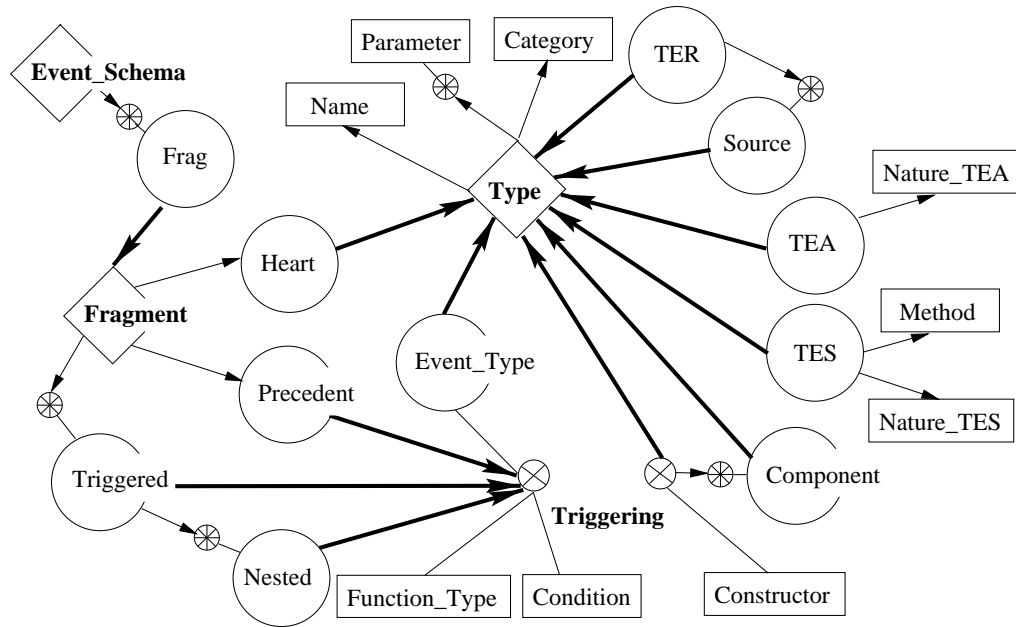 Parameter
Category
TER
Event_Schema
Name
Frag
Source
Nature_TEA
Type
TEA
Heart
Fragment
Method
TES
Event_Type
Precedent
Nature_TES
Triggered
Component
Triggering
Nested
Function_Type
Condition
Constructor